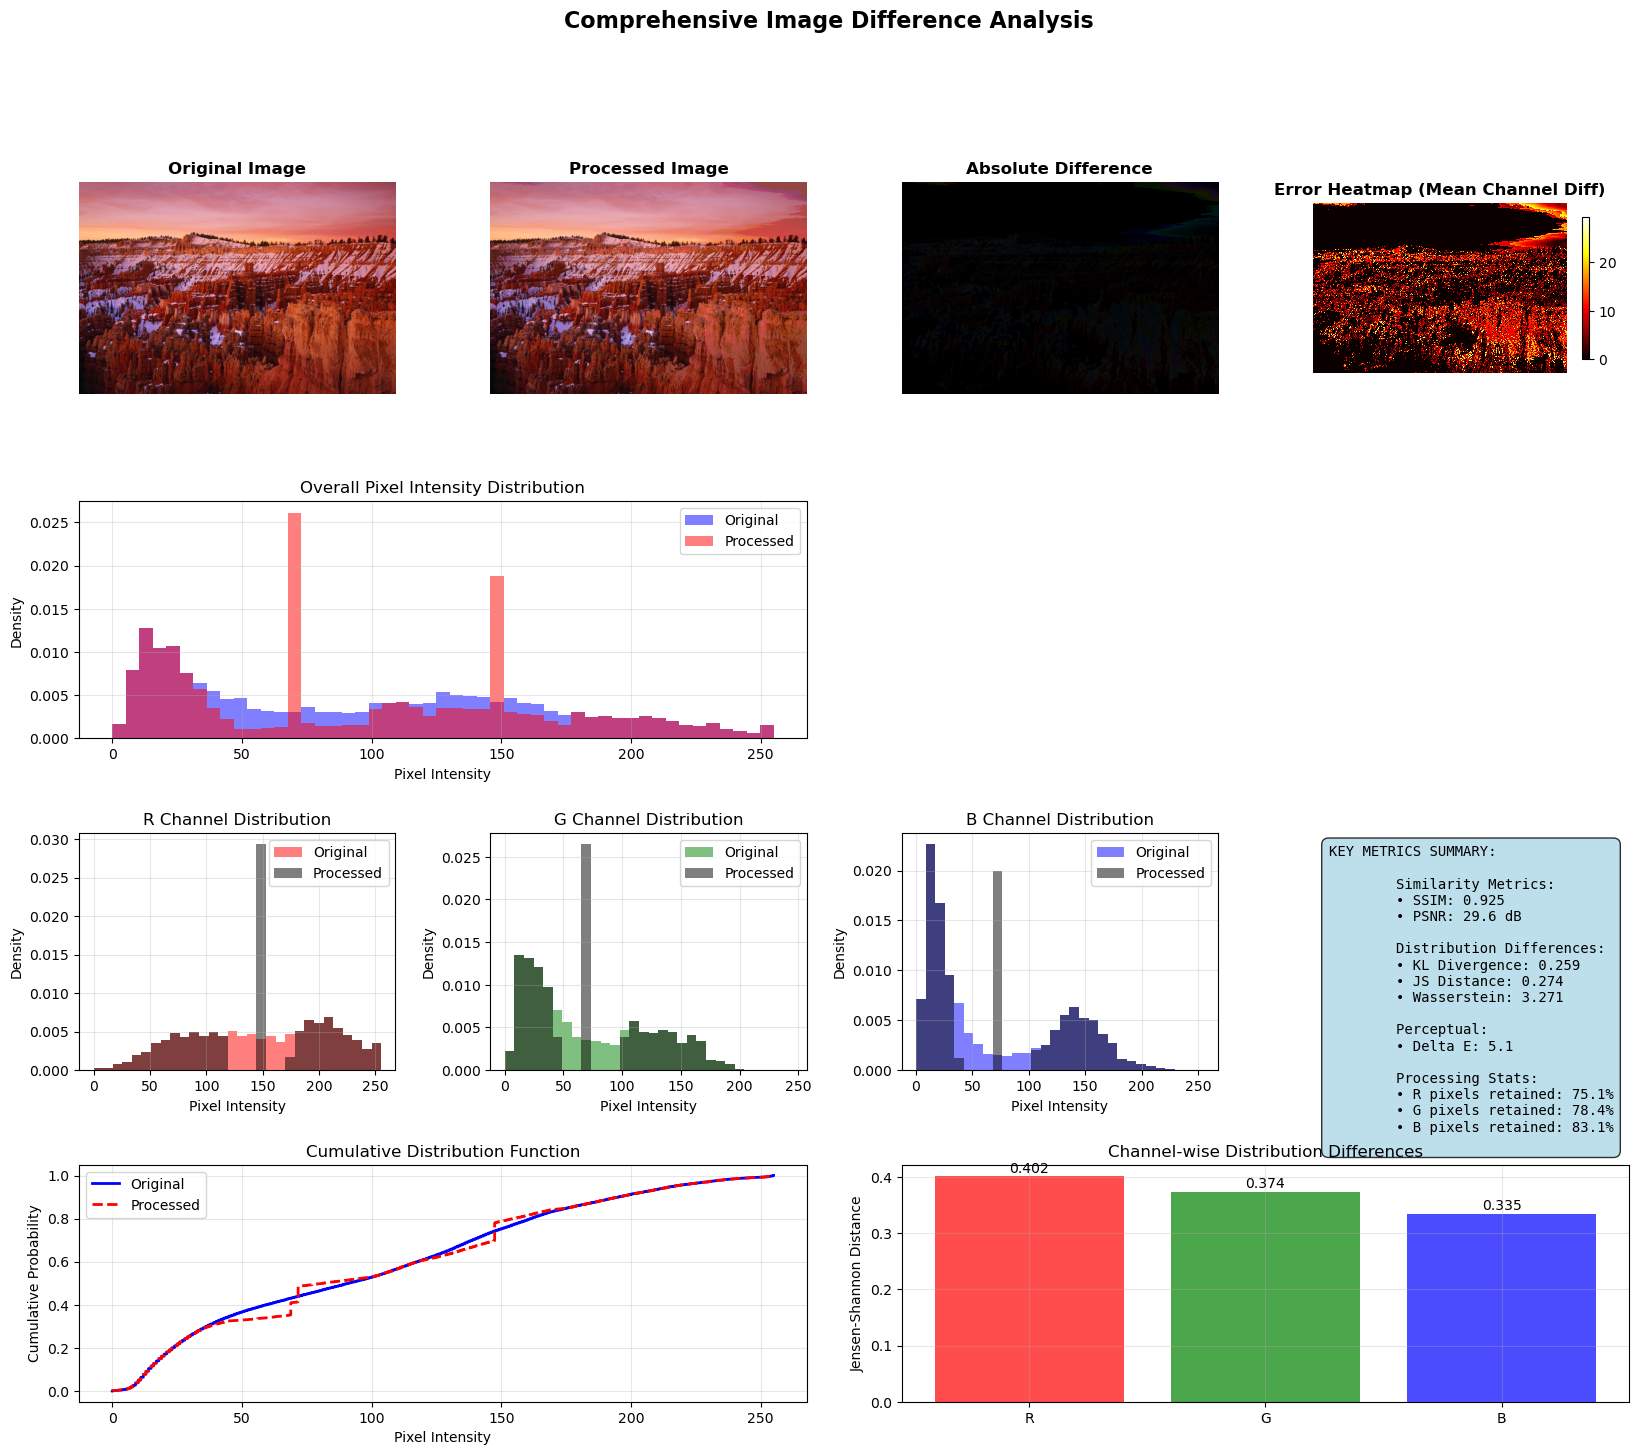 Comprehensive Image Difference Analysis
Original Image
Processed Image
Absolute Difference
Error Heatmap (Mean Channel Diff)
20
10
0
Overall Pixel Intensity Distribution
Original
Processed
0.025
0.020
0.015
0.010
0.005
0.000
Density
0 50 100 150 200 250
Pixel Intensity
R Channel Distribution
Original
Processed
0.030
0.025
0.020
0.015
0.010
0.005
0.000
Density
0 50 100 150 200 250
Pixel Intensity
G Channel Distribution
Original
Processed
0.025
0.020
0.015
0.010
0.005
0.000
Density
0 50 100 150 200 250
Pixel Intensity
B Channel Distribution
Original
Processed
0.020
0.015
0.010
0.005
0.000
Density
0 50 100 150 200 250
Pixel Intensity
KEY METRICS SUMMARY:
Similarity Metrics:
• SSIM: 0.925
• PSNR: 29.6 dB
Distribution Differences:
• KL Divergence: 0.259
• JS Distance: 0.274
• Wasserstein: 3.271
Perceptual:
• Delta E: 5.1
Processing Stats:
• R pixels retained: 75.1%
• G pixels retained: 78.4%
• B pixels retained: 83.1%
Cumulative Distribution Function
Original
Processed
1.0
0.8
0.6
0.4
0.2
0.0
Cumulative Probability
0 50 100 150 200 250
Pixel Intensity
Channel-wise Distribution Differences
0.402
0.374
0.335
0.4
0.3
0.2
0.1
0.0
Jensen-Shannon Distance
R G B